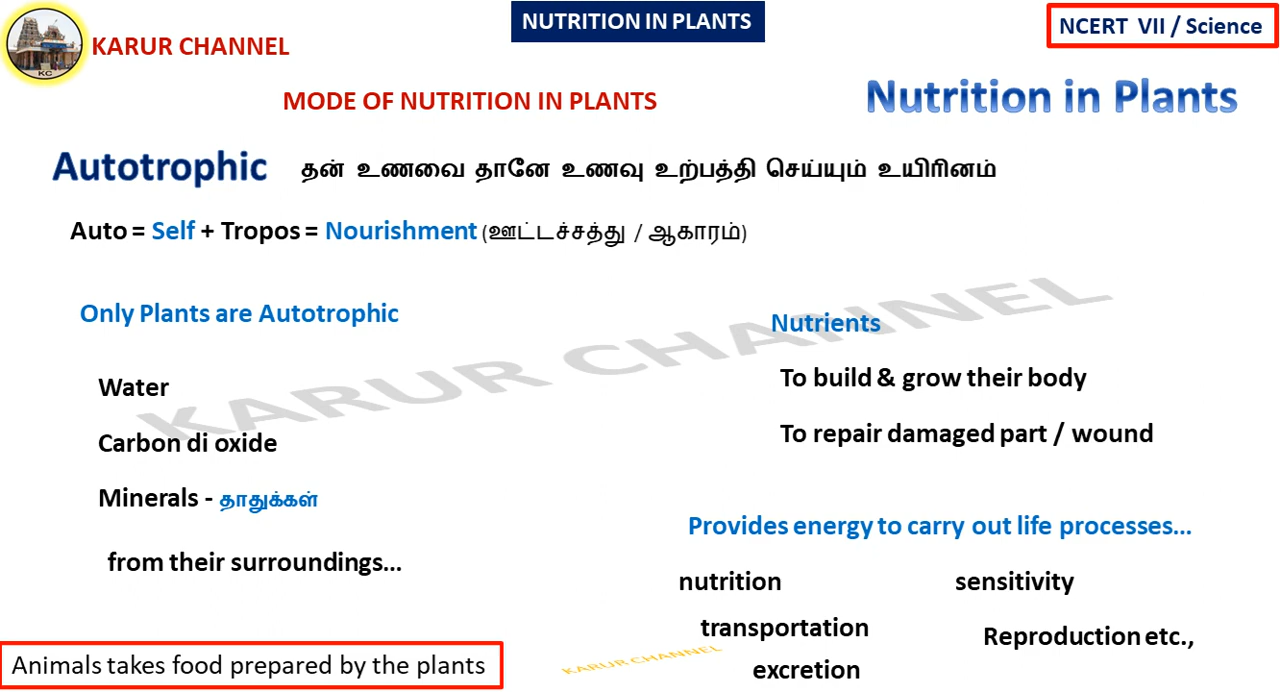 NUTRITION IN PLANTS
NCERT VII / Science
KARUR CHANNEL
KC
MODE OF NUTRITION IN PLANTS
Nutrition in Plants
Autotrophic தன் உணவை தானே உணவு உற்பத்தி செய்யும் உயிரினம்
Auto = Self + Tropos = Nourishment (ஊட்டச்சத்து / ஆகாரம்)
Only Plants are Autotrophic
Water
Carbon di oxide
Minerals - தாதுக்கள்
from their surroundings...
Nutrients
To build & grow their body
To repair damaged part / wound
Provides energy to carry out life processes...
nutrition
sensitivity
transportation
Reproduction etc.,
excretion
Animals takes food prepared by the plants
KARUR CHANNEL
KARUR CHANNEL